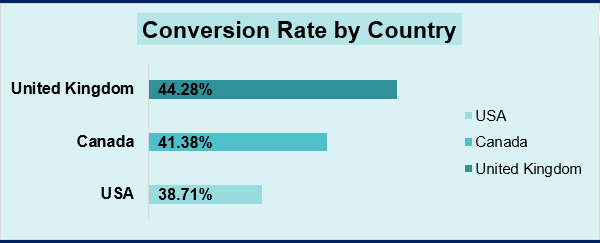 Conversion Rate by Country
United Kingdom 44.28%
Canada 41.38%
USA 38.71%
USA
Canada
United Kingdom